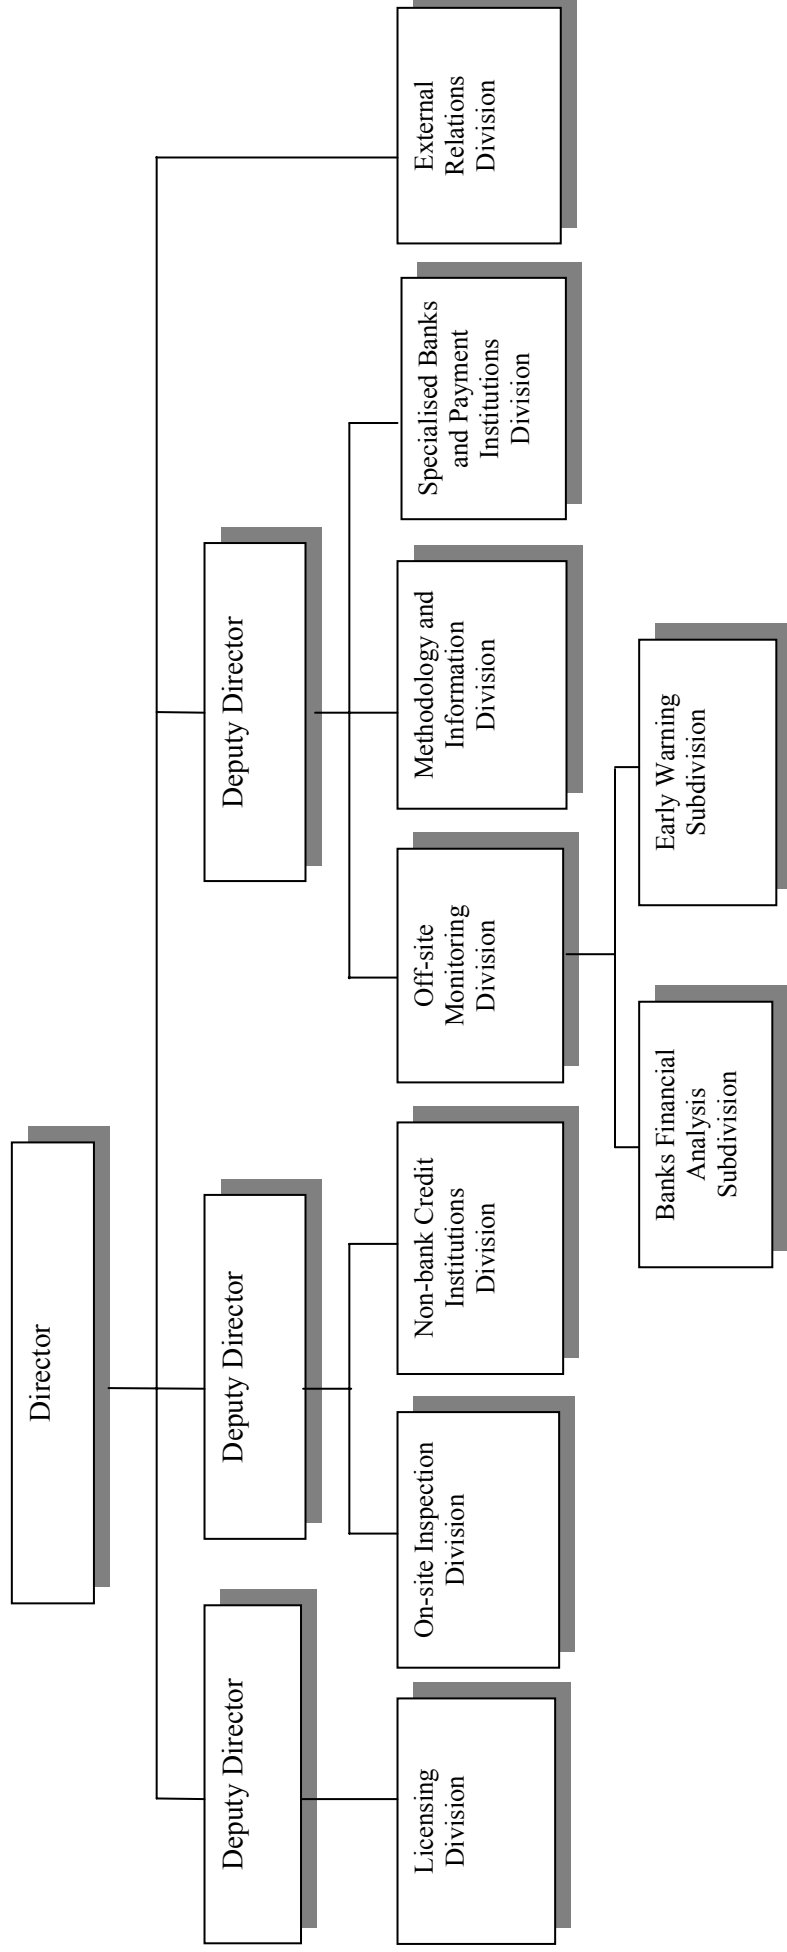 Director
Deputy Director
Deputy Director
Deputy Director
Licensing
Division
On-site Inspection
Division
Non-bank Credit
Institutions
Division
Off-site
Monitoring
Division
Methodology and
Information
Division
Specialised Banks
and Payment
Institutions
Division
External
Relations
Division
Banks Financial
Analysis
Subdivision
Early Warning
Subdivision